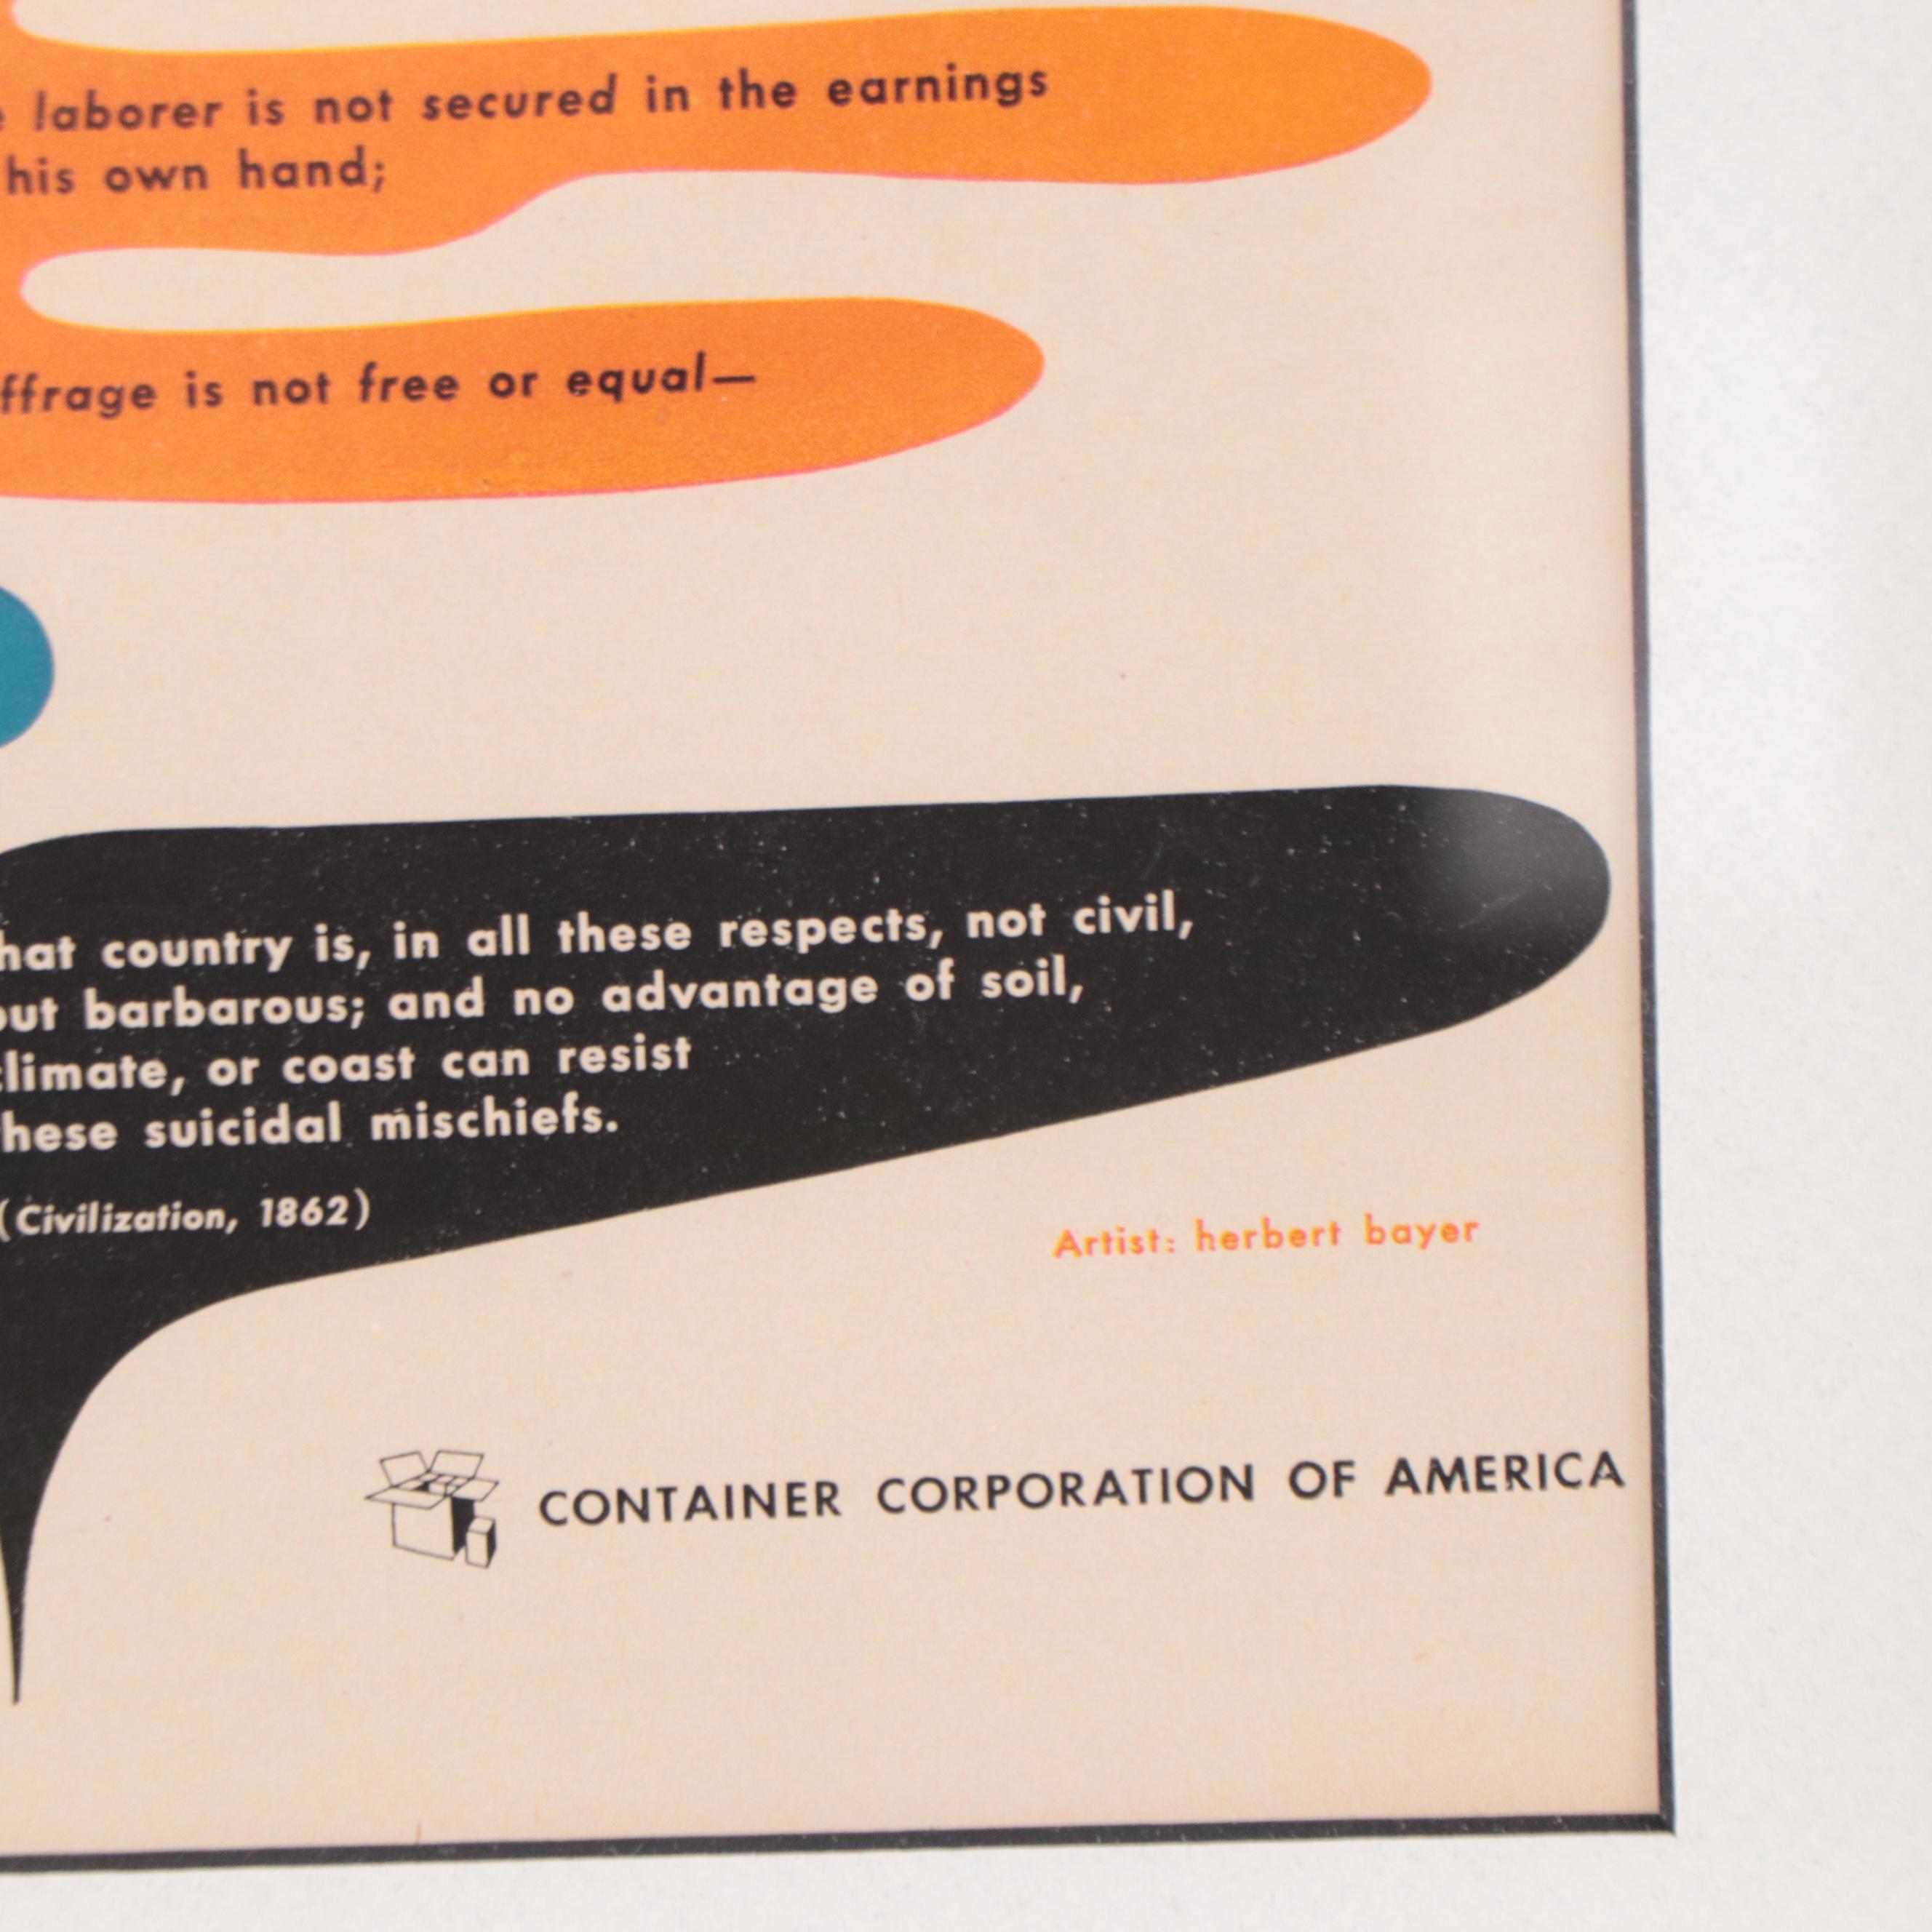 laborer is not secured in the earnings
his own hand;
ffrage is not free or equal—
hat country is, in all these respects, not civil,
out barbarous; and no advantage of soil,
climate, or coast can resist
hese suicidal mischiefs.
(Civilization, 1862)
Artist: herbert bayer
CONTAINER CORPORATION OF AMERICA